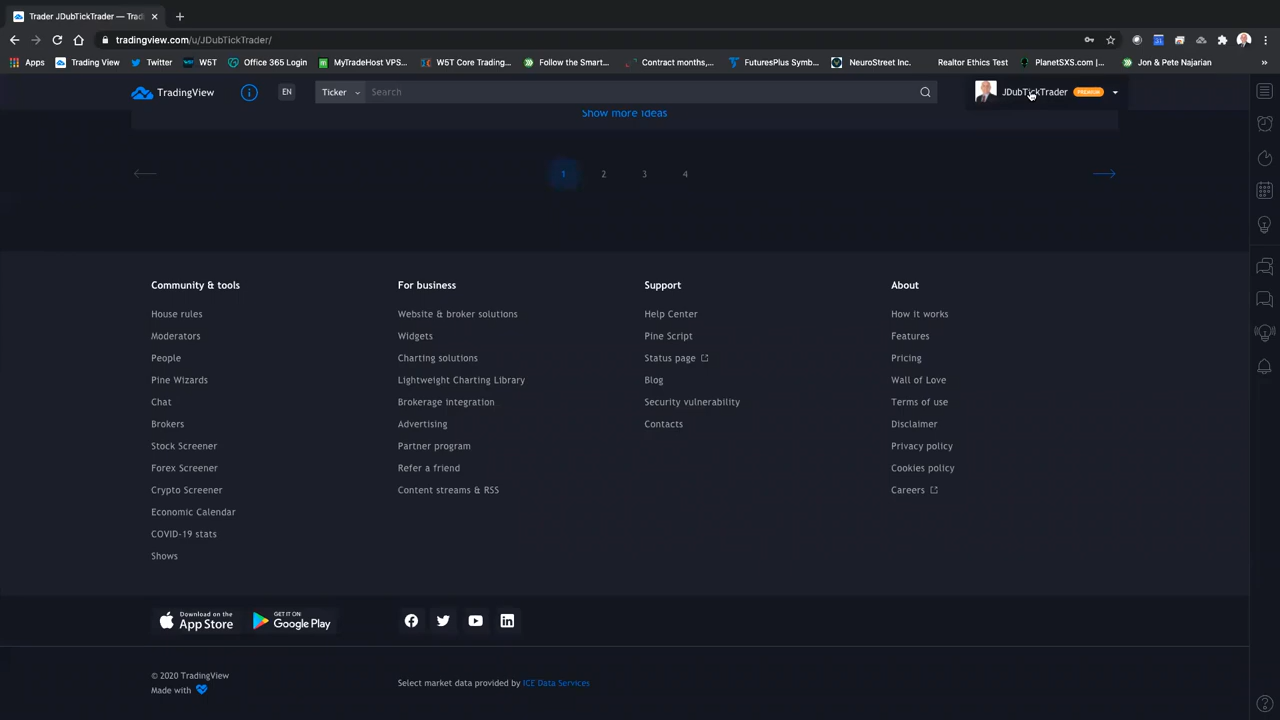 Trader JDubTickTrader — Tradi
tradingview.com/u/JDubTickTrader/
Apps
Trading View
Twitter
W5T
Office 365 Login
MyTradeHost VPS...
W5T Core Trading...
Follow the Smart...
Contract months,...
FuturesPlus Symb...
NeuroStreet Inc.
Realtor Ethics Test
PlanetSXS.com |...
Jon & Pete Najarian
TradingView
EN
Ticker
Search
JDubTickTrader
PREMIUM
Show more ideas
1 2 3 4
Community & tools
House rules
Moderators
People
Pine Wizards
Chat
Brokers
Stock Screener
Forex Screener
Crypto Screener
Economic Calendar
COVID-19 stats
Shows
For business
Website & broker solutions
Widgets
Charting solutions
Lightweight Charting Library
Brokerage integration
Advertising
Partner program
Refer a friend
Content streams & RSS
Support
Help Center
Pine Script
Status page
Blog
Security vulnerability
Contacts
About
How it works
Features
Pricing
Wall of Love
Terms of use
Disclaimer
Privacy policy
Cookies policy
Careers
Download on the
App Store
GET IT ON
Google Play
© 2020 TradingView
Made with
Select market data provided by ICE Data Services